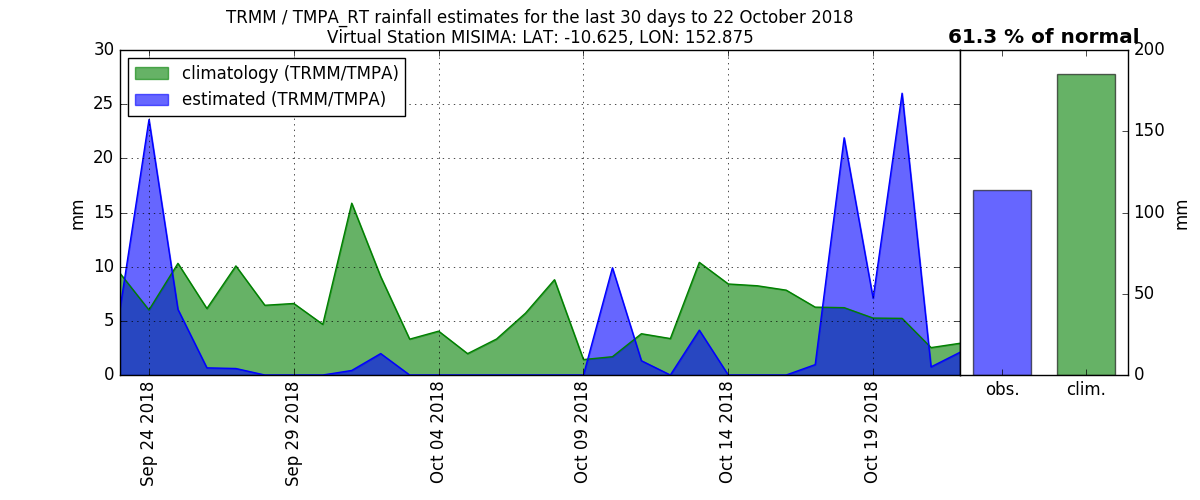 TRMM / TMPA_RT rainfall estimates for the last 30 days to 22 October 2018
Virtual Station MISIMA: LAT: -10.625, LON: 152.875
61.3 % of normal
climatology (TRMM/TMPA)
estimated (TRMM/TMPA)
30
25
20
15
10
5
0
mm
Sep 24 2018
Sep 29 2018
Oct 04 2018
Oct 09 2018
Oct 14 2018
Oct 19 2018
200
150
100
50
0
mm
obs.
clim.